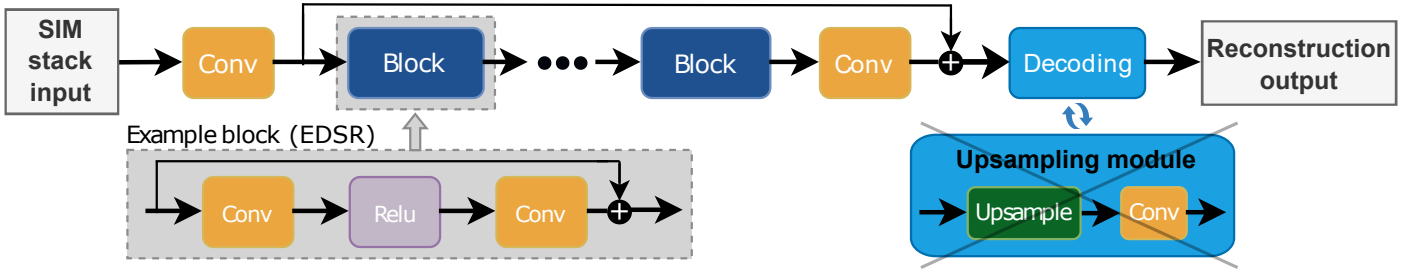 SIM
stack
input
Conv
Block
Block
Conv
Decoding
Reconstruction
output
Example block (EDSR)
Conv
Relu
Conv
Upsampling module
Upsample
Conv